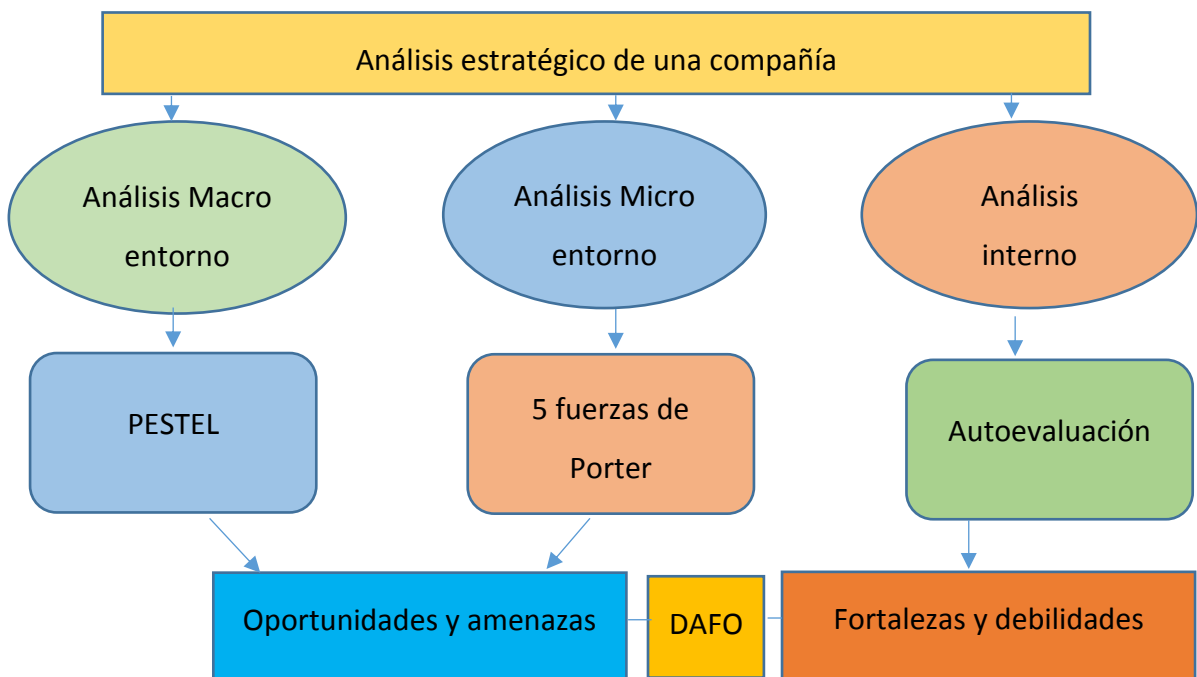 Análisis estratégico de una compañía
Análisis Macro
entorno
Análisis Micro
entorno
Análisis
interno
PESTEL
5 fuerzas de
Porter
Autoevaluación
Oportunidades y amenazas
DAFO
Fortalezas y debilidades